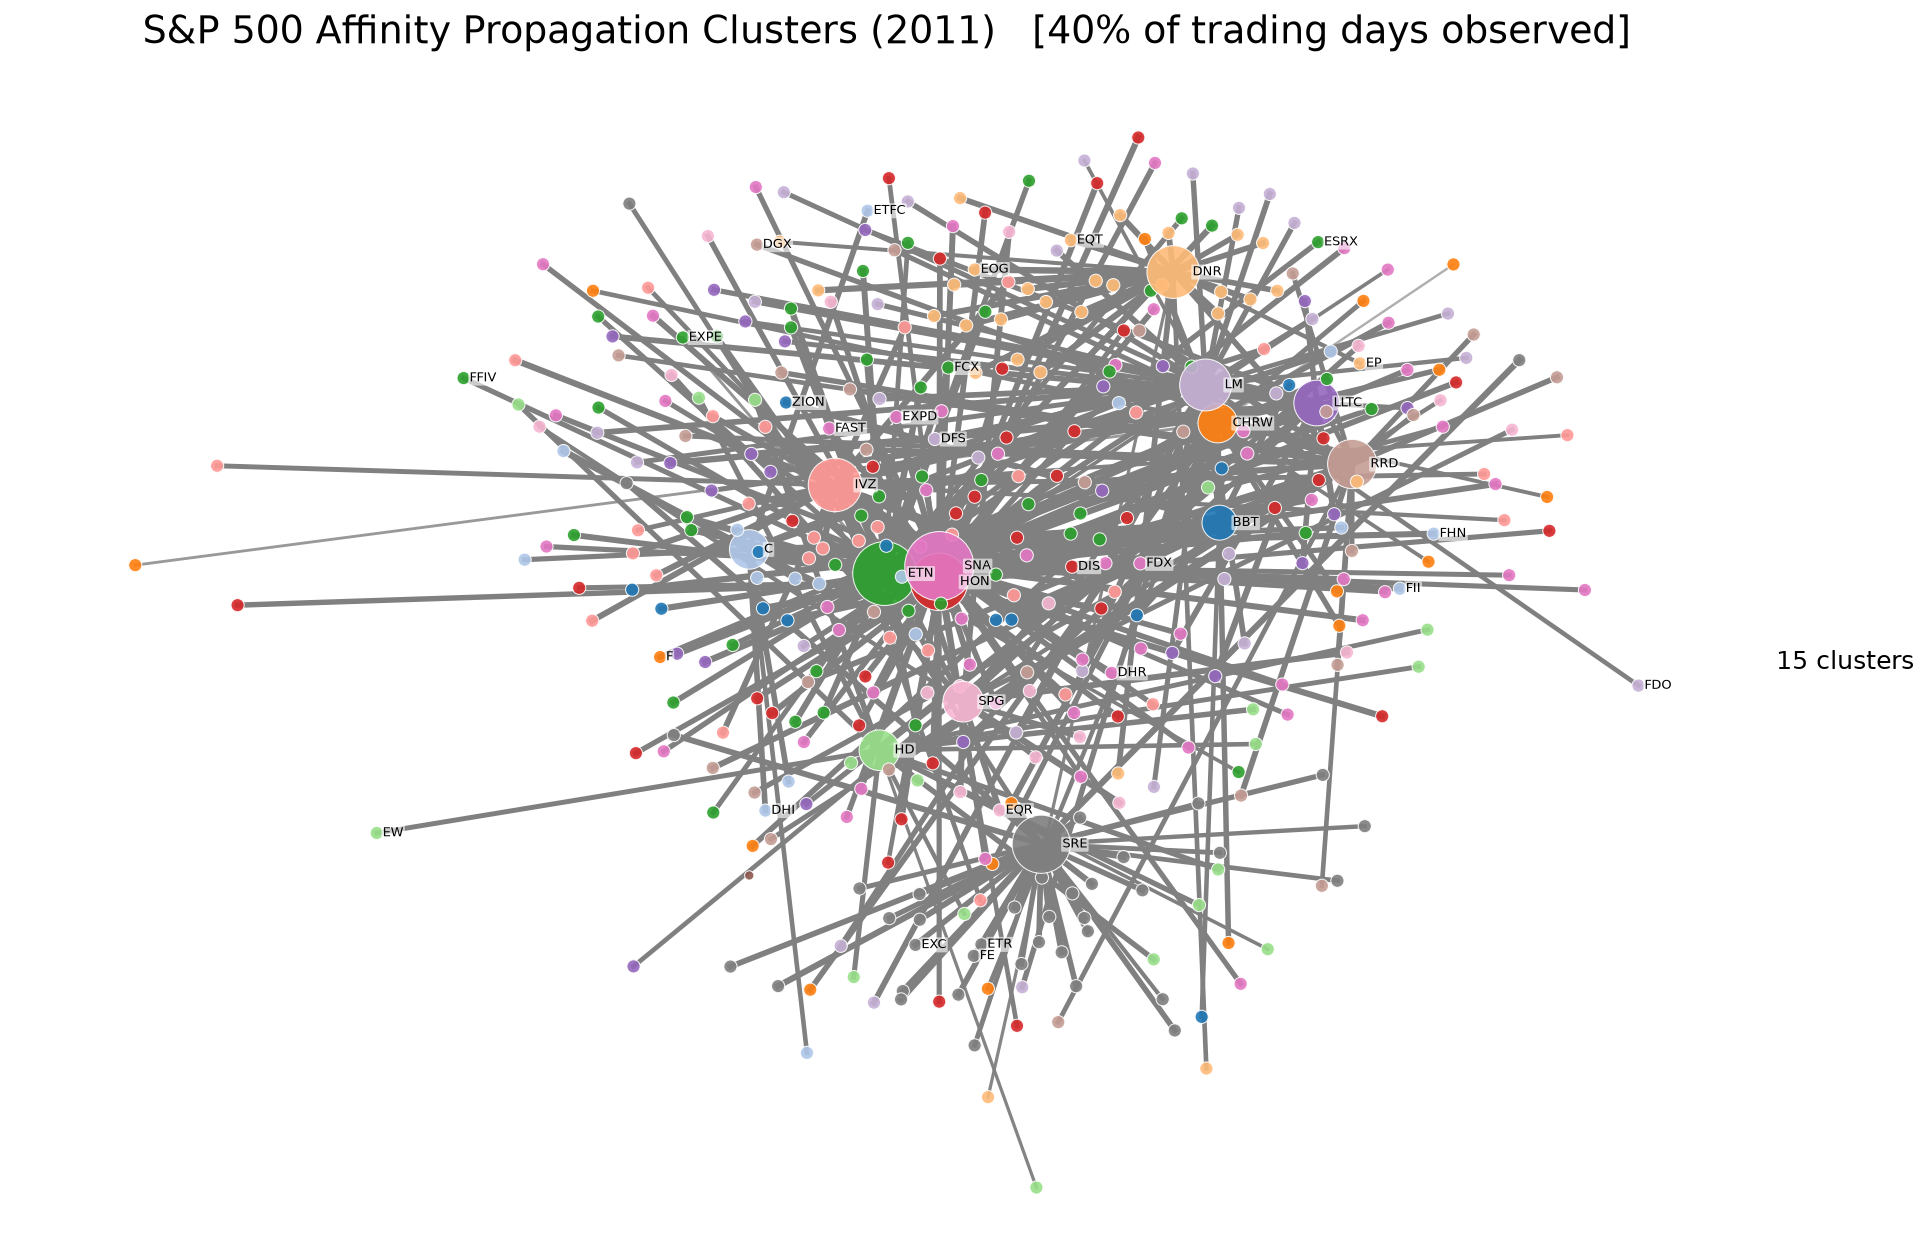 S&P 500 Affinity Propagation Clusters (2011)   [40% of trading days observed]
ETFC
DGX
EQT
ESRX
EOG
DNR
EXPE
FCX
EP
FFIV
LM
ZION
LLTC
EXPD
FAST
CHRW
DFS
RRD
IVZ
BBT
FHN
C
SNA
DIS
FDX
ETN
HON
FII
F
15 clusters
DHR
FDO
SPG
HD
DHI
EQR
EW
SRE
EXC
ETR
FE